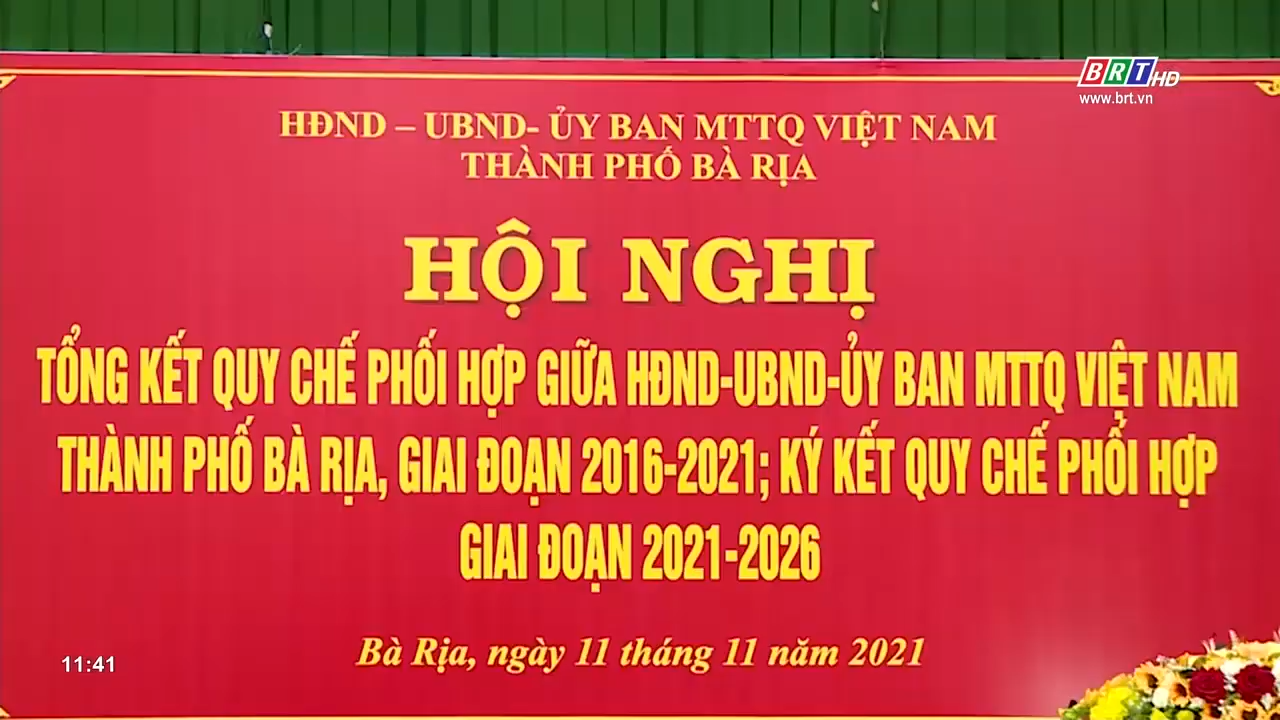 BRT HD
www.brt.vn
HĐND – UBND- ỦY BAN MTTQ VIỆT NAM
THÀNH PHỐ BÀ RỊA
HỘI NGHỊ
TỔNG KẾT QUY CHẾ PHỐI HỢP GIỮA HĐND-UBND-ỦY BAN MTTQ VIỆT NAM
THÀNH PHỐ BÀ RỊA, GIAI ĐOẠN 2016-2021; KÝ KẾT QUY CHẾ PHỐI HỢP
GIAI ĐOẠN 2021-2026
Bà Rịa, ngày 11 tháng 11 năm 2021
11:41